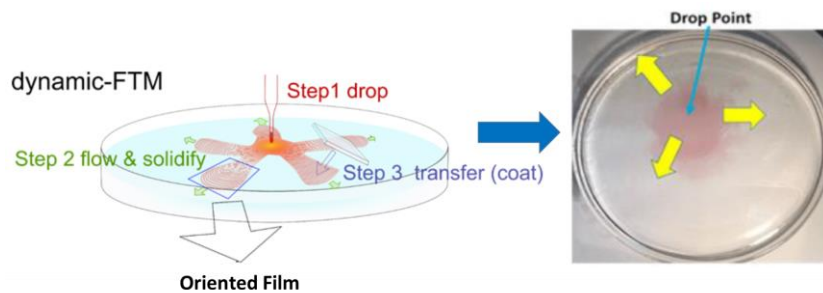 dynamic-FTM
Step1 drop
Step 2 flow & solidify
Step 3 transfer (coat)
Oriented Film
Drop Point